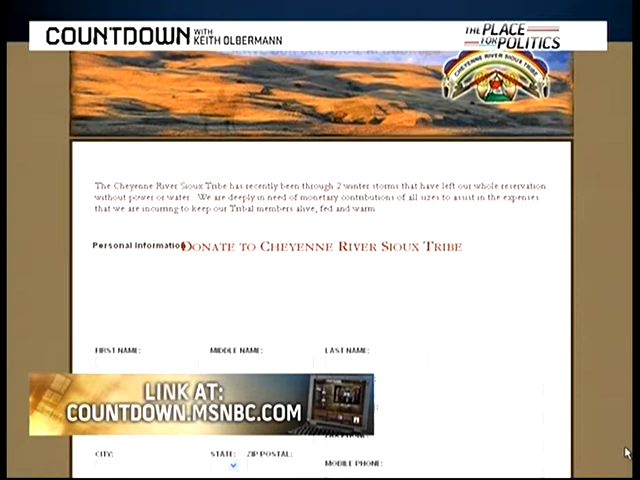 COUNTDOWN WITH KEITH OLBERMANN
THE PLACE FOR POLITICS
CHEYENNE RIVER SIOUX TRIBE
The Cheyenne River Sioux Tribe has recently been through 2 winter storms that have left our whole reservation
without power or water. We are deeply in need of monetary contributions of all sizes to assist in the expenses
that we are incurring to keep our Tribal members alive, fed and warm
Personal Information
DONATE TO CHEYENNE RIVER SIOUX TRIBE
FIRST NAME: MIDDLE NAME: LAST NAME:
LINK AT:
COUNTDOWN.MSNBC.COM
CITY: STATE: ZIP POSTAL:
MOBILE PHONE: